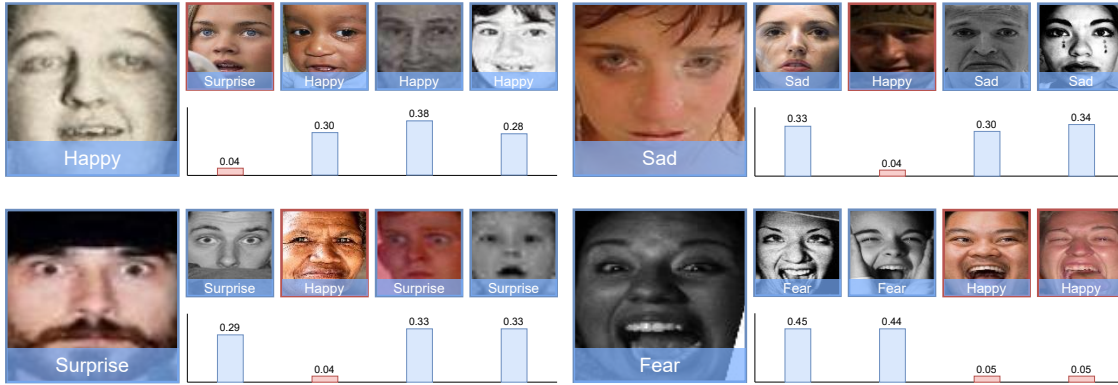 Surprise Happy Happy Happy
Happy
0.04 0.30 0.38 0.28
Sad Happy Sad Sad
Sad
0.33 0.04 0.30 0.34
Surprise Happy Surprise Surprise
Surprise
0.29 0.04 0.33 0.33
Fear Fear Happy Happy
Fear
0.45 0.44 0.05 0.05